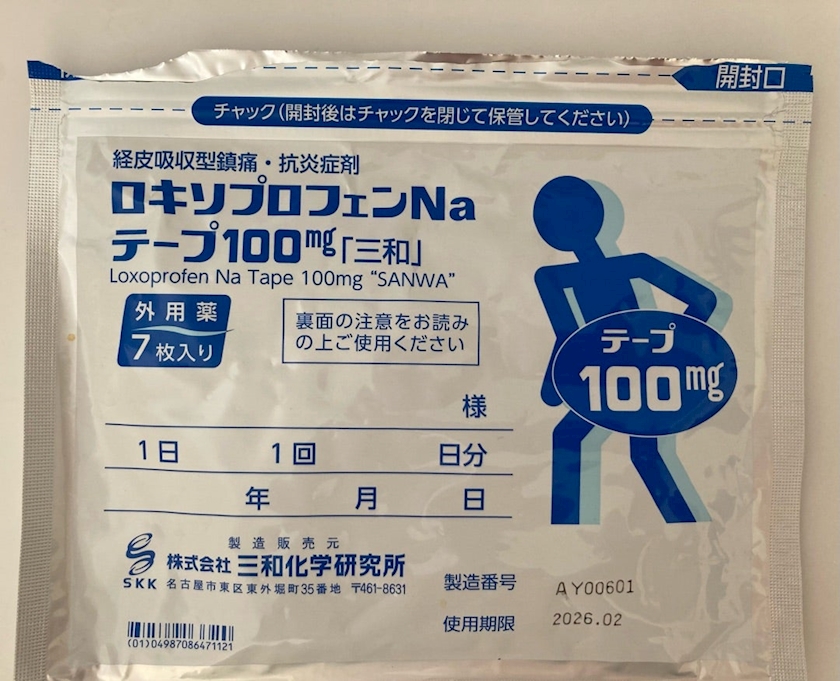 開封口
チャック(開封後はチャックを閉じて保管してください)
経皮吸収型鎮痛・抗炎症剤
ロキソプロフェンNa
テープ100mg「三和」
Loxoprofen Na Tape 100mg “SANWA”
外用薬
7枚入り
裏面の注意をお読み
の上ご使用ください
テープ
100mg
様
1日 1回 日分
年 月 日
製造販売元
株式会社 三和化学研究所
SKK 名古屋市東区東外堀町35番地 〒461-8631
製造番号 AY00601
使用期限 2026.02
(01)04987086471121